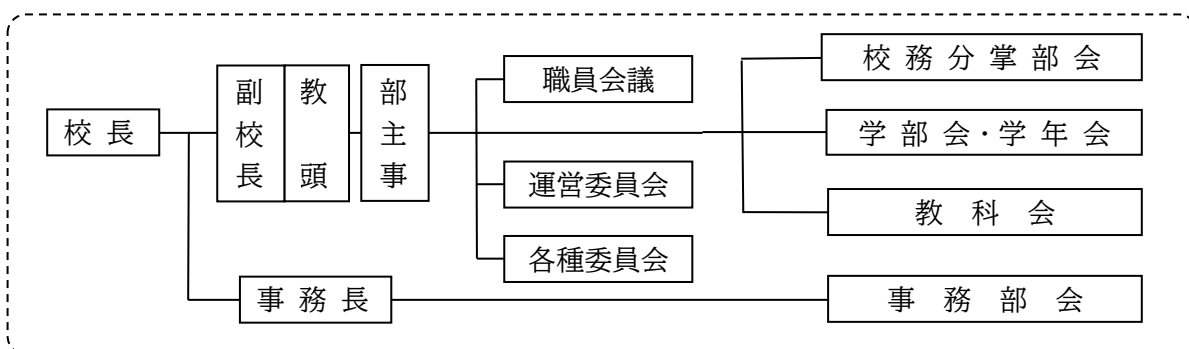 校長
副校長
教頭
部主事
職員会議
運営委員会
各種委員会
校務分掌部会
学部会・学年会
教科会
事務長
事務部会